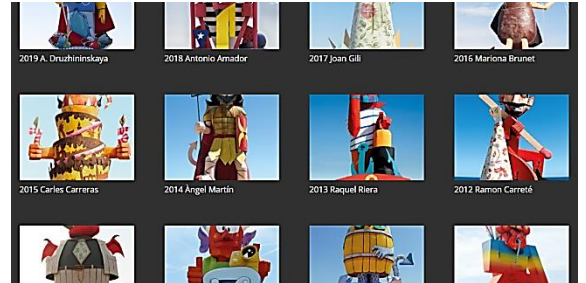 2019 A. Druzhininskaya
2018 Antonio Amador
2017 Joan Gili
2016 Mariona Brunet
2015 Carles Carreras
2014 Àngel Martín
2013 Raquel Riera
2012 Ramon Carreté